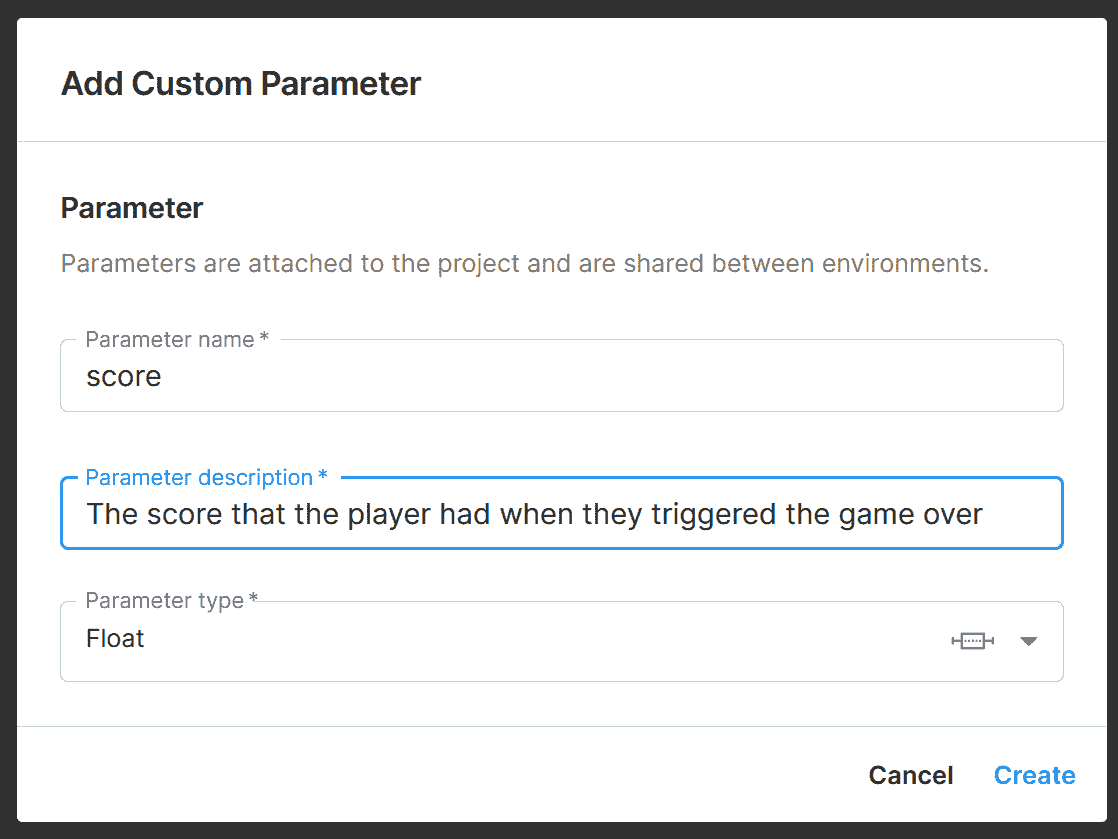 Add Custom Parameter
Parameter
Parameters are attached to the project and are shared between environments.
Parameter name *
score
Parameter description *
The score that the player had when they triggered the game over
Parameter type *
Float
Cancel Create